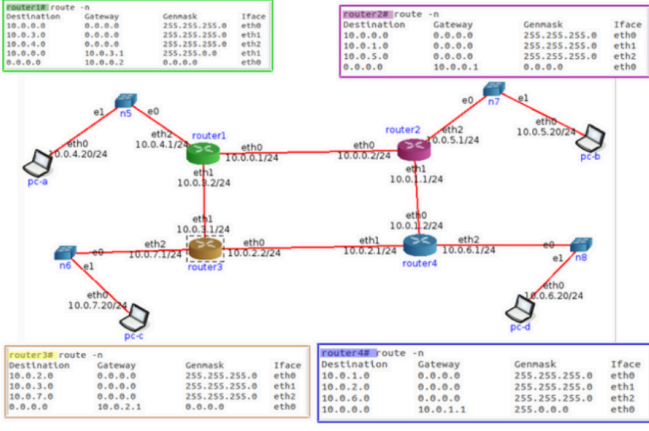 router1# route -n
Destination Gateway Genmask Iface
10.0.0.0 0.0.0.0 255.255.255.0 eth0
10.0.3.0 0.0.0.0 255.255.255.0 eth1
10.0.4.0 0.0.0.0 255.255.255.0 eth2
10.0.0.0 10.0.3.1 255.255.0.0 eth1
0.0.0.0 10.0.0.2 0.0.0.0 eth0
router2# route -n
Destination Gateway Genmask Iface
10.0.0.0 0.0.0.0 255.255.255.0 eth0
10.0.1.0 0.0.0.0 255.255.255.0 eth1
10.0.5.0 0.0.0.0 255.255.255.0 eth2
0.0.0.0 10.0.0.1 0.0.0.0 eth0
n5
e1
e0
eth0
10.0.4.20/24
pc-a
eth2
10.0.4.1/24
router1
eth0
10.0.0.1/24
eth1
10.0.3.2/24
n7
e0
e1
router2
eth0
10.0.0.2/24
eth2
10.0.5.1/24
eth1
10.0.1.1/24
eth0
10.0.5.20/24
pc-b
n6
e0
e1
eth2
10.0.7.1/24
eth1
10.0.3.1/24
eth0
10.0.2.2/24
router3
eth0
10.0.7.20/24
pc-c
eth0
10.0.1.2/24
eth1
10.0.2.1/24
eth2
10.0.6.1/24
router4
e0
n8
e1
eth0
10.0.6.20/24
pc-d
router3# route -n
Destination Gateway Genmask Iface
10.0.2.0 0.0.0.0 255.255.255.0 eth0
10.0.3.0 0.0.0.0 255.255.255.0 eth1
10.0.7.0 0.0.0.0 255.255.255.0 eth2
0.0.0.0 10.0.2.1 0.0.0.0 eth0
router4# route -n
Destination Gateway Genmask Iface
10.0.1.0 0.0.0.0 255.255.255.0 eth0
10.0.2.0 0.0.0.0 255.255.255.0 eth1
10.0.6.0 0.0.0.0 255.255.255.0 eth2
10.0.0.0 10.0.1.1 255.0.0.0 eth0